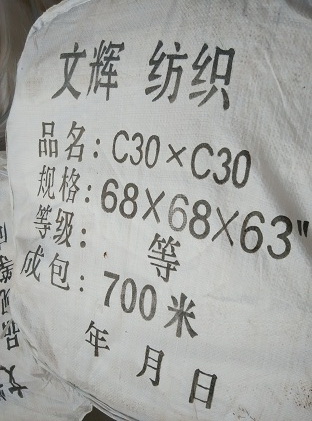 文辉 纺织
品名：C30×C30
规格：68×68×63"
等级： 等
成包：700米
年月日